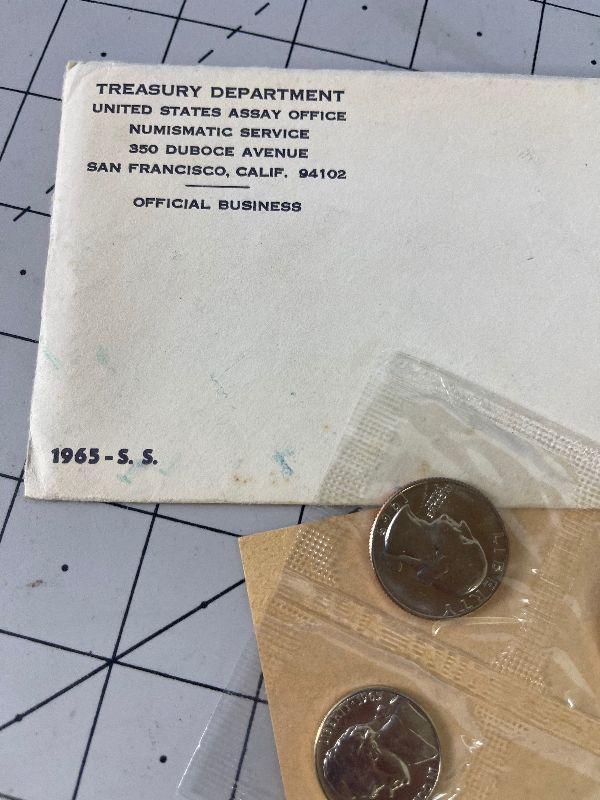 TREASURY DEPARTMENT
UNITED STATES ASSAY OFFICE
NUMISMATIC SERVICE
350 DUBOCE AVENUE
SAN FRANCISCO, CALIF. 94102
OFFICIAL BUSINESS
1965 - S. S.
LIBERTY